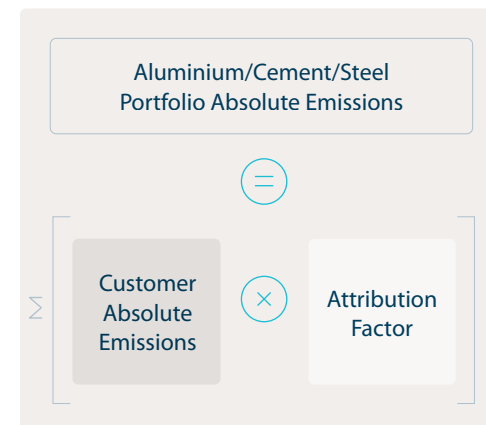 Aluminium/Cement/Steel
Portfolio Absolute Emissions
=
Σ
Customer
Absolute
Emissions
×
Attribution
Factor